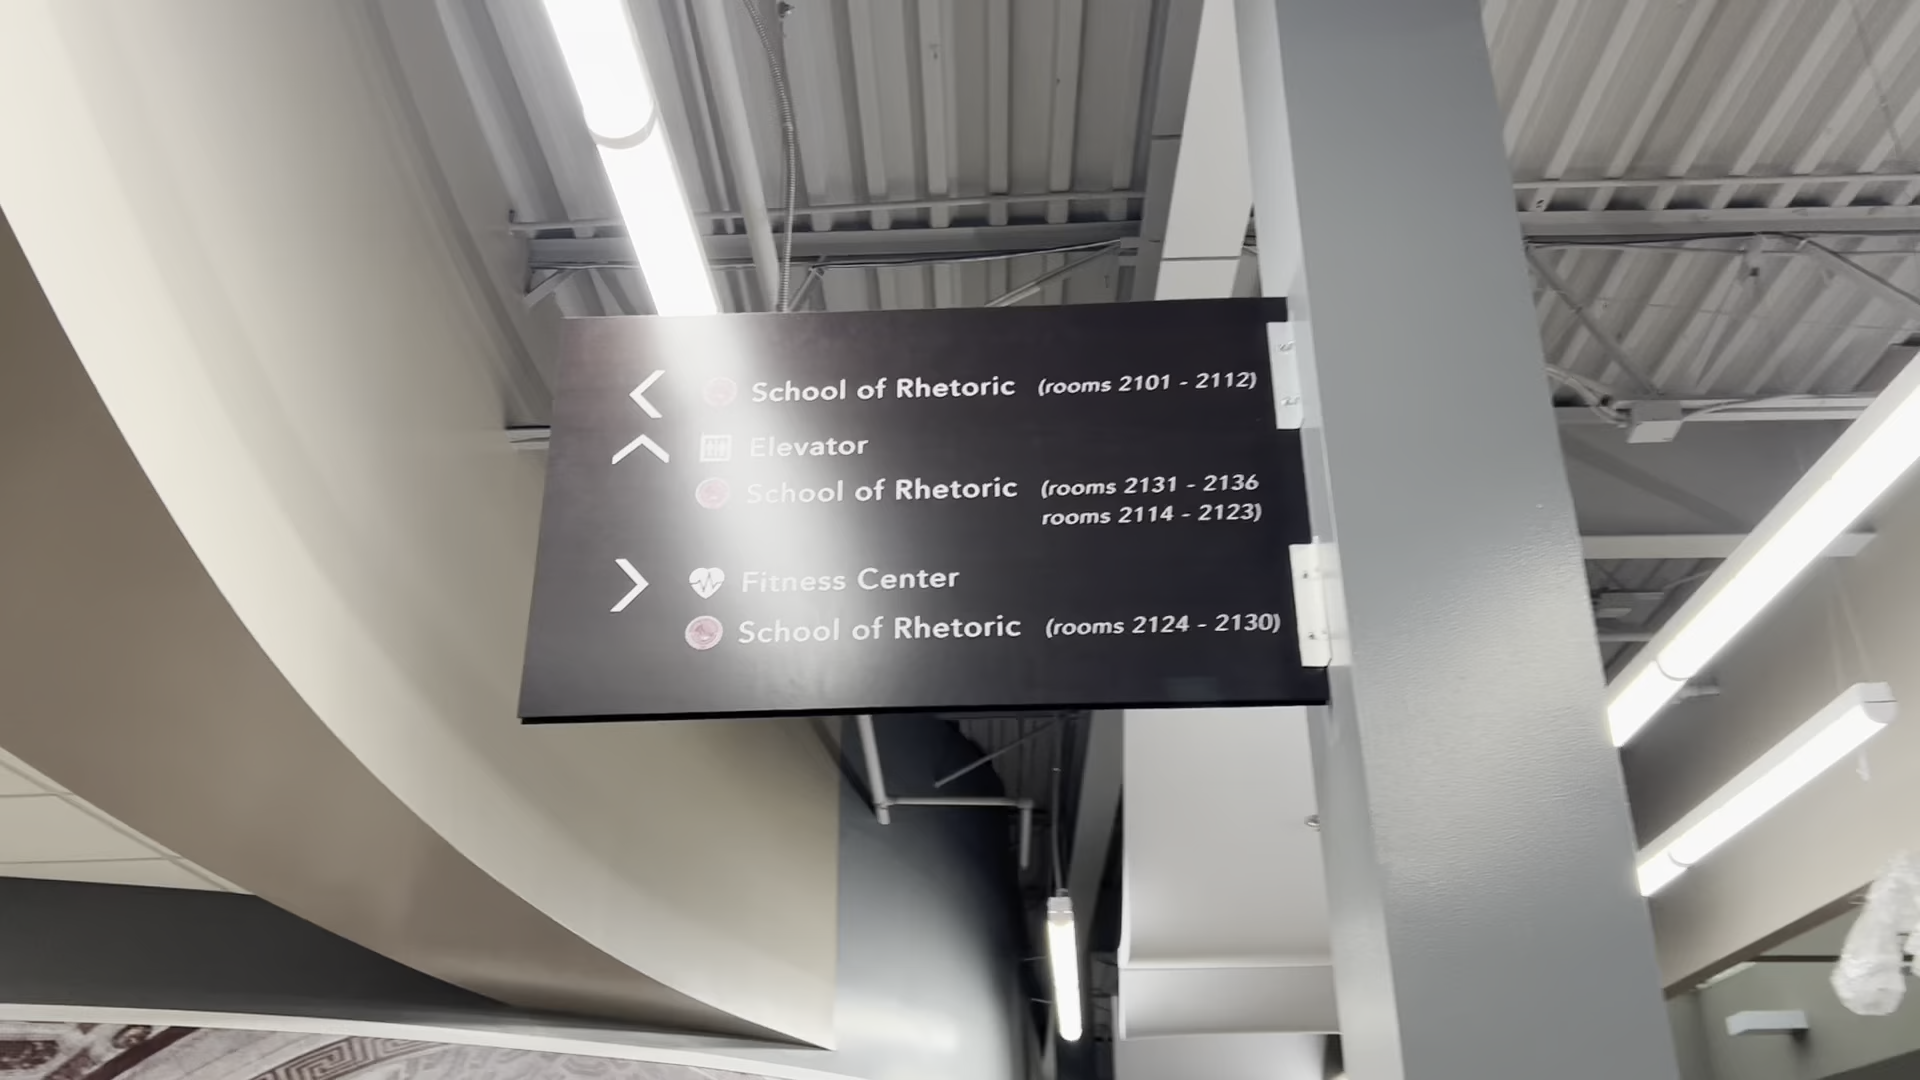 School of Rhetoric (rooms 2101 - 2112)
Elevator
School of Rhetoric (rooms 2131 - 2136
rooms 2114 - 2123)
Fitness Center
School of Rhetoric (rooms 2124 - 2130)